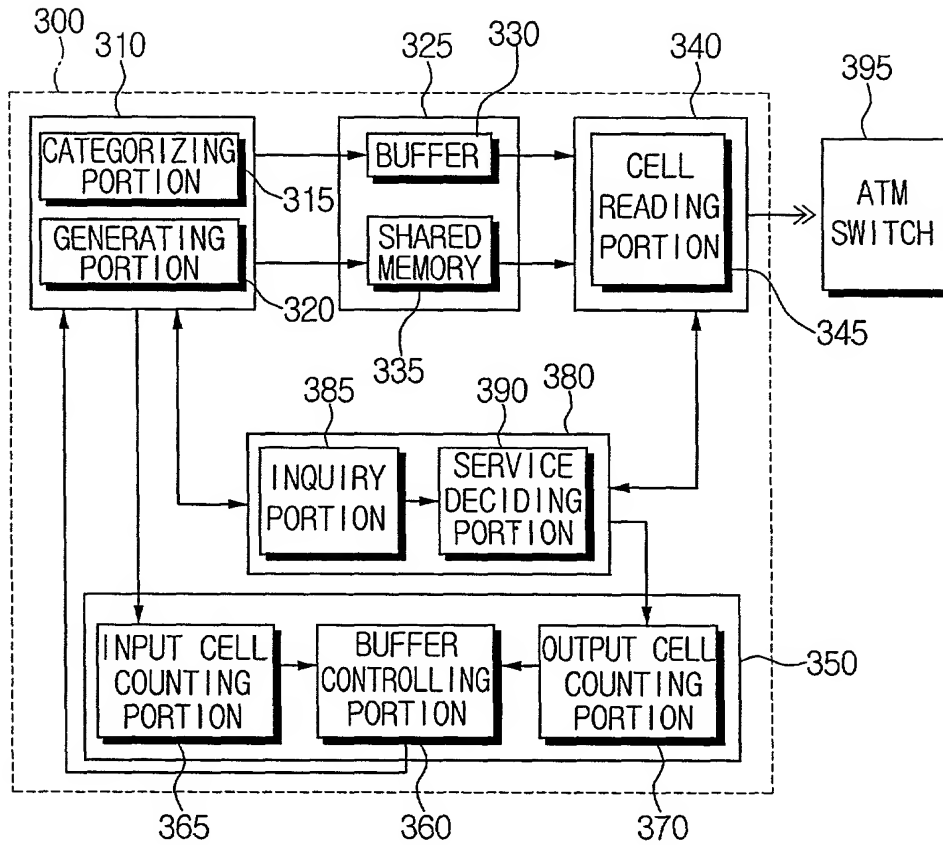 300
310
325
330
340
395
CATEGORIZING
PORTION
315
GENERATING
PORTION
320
BUFFER
SHARED
MEMORY
335
CELL
READING
PORTION
345
ATM
SWITCH
385
390
380
INQUIRY
PORTION
SERVICE
DECIDING
PORTION
INPUT CELL
COUNTING
PORTION
BUFFER
CONTROLLING
PORTION
OUTPUT CELL
COUNTING
PORTION
350
365
360
370